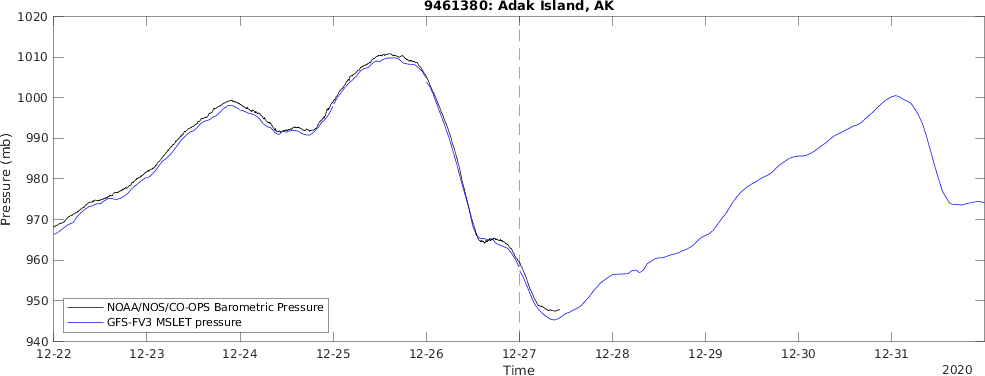 9461380: Adak Island, AK
1020
1010
1000
990
980
970
960
950
940
Pressure (mb)
NOAA/NOS/CO-OPS Barometric Pressure
GFS-FV3 MSLET pressure
12-22 12-23 12-24 12-25 12-26 12-27 12-28 12-29 12-30 12-31
Time
2020